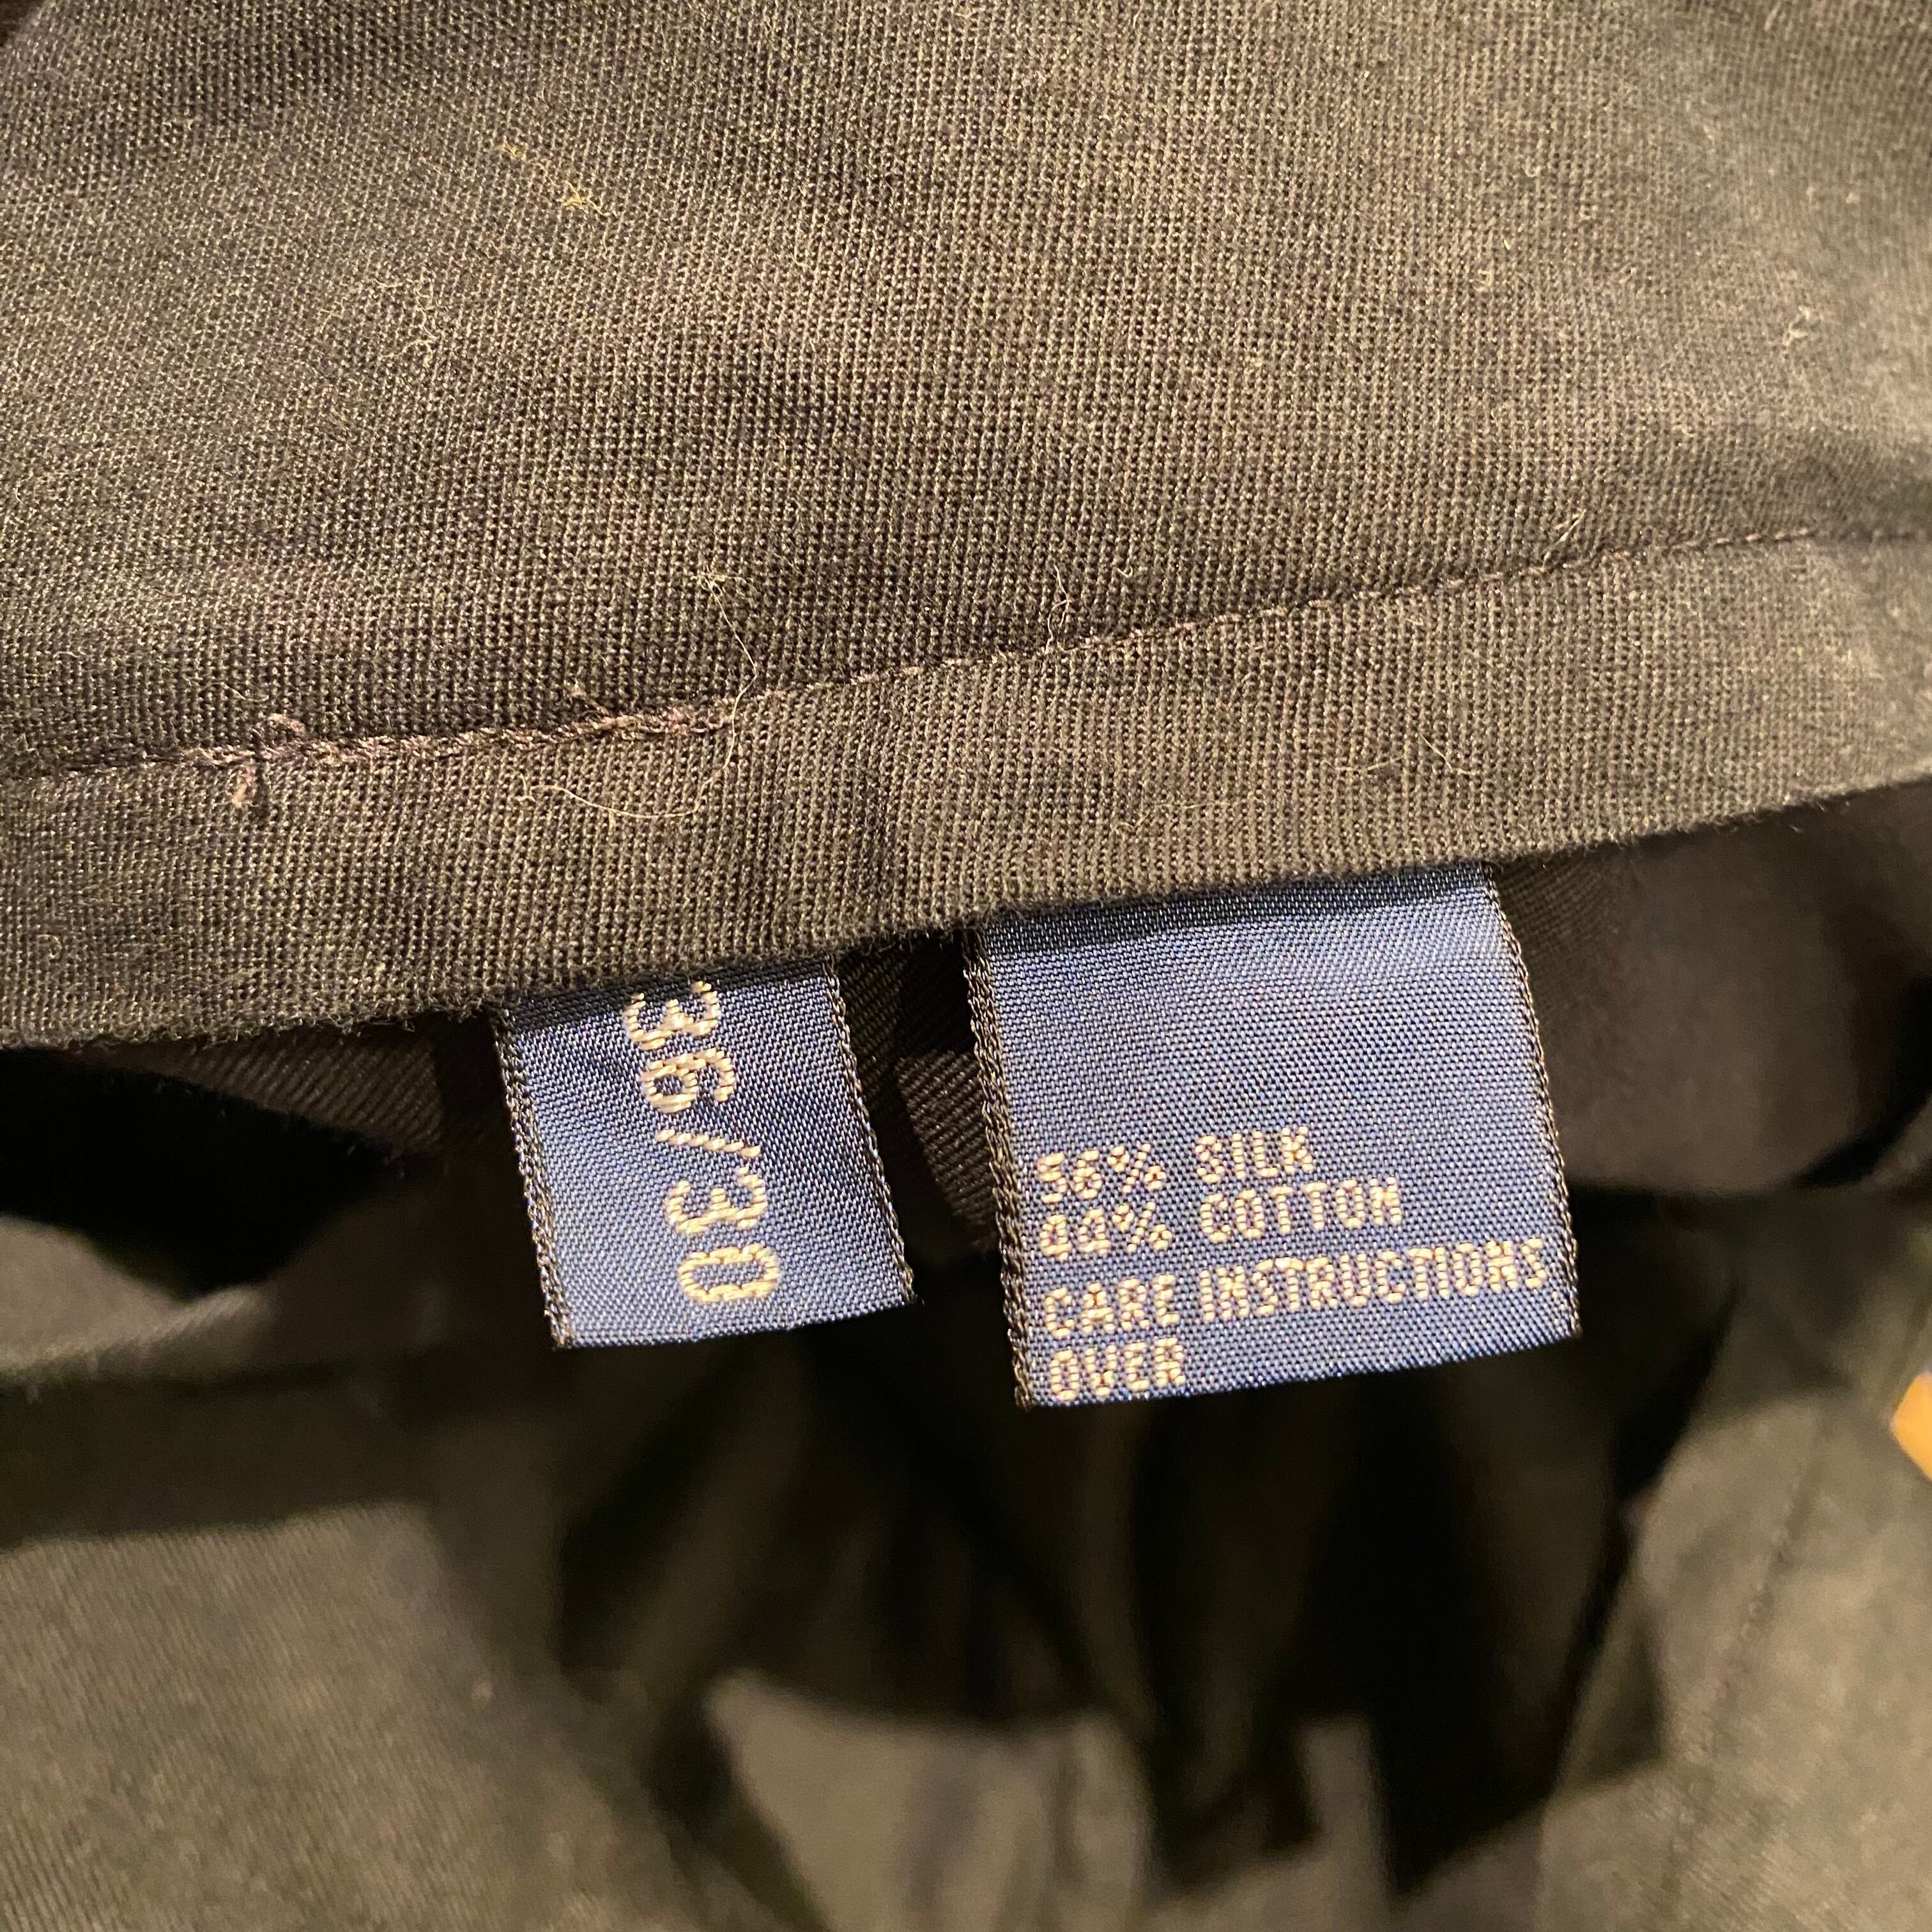 36/30
56% SILK
44% COTTON
CARE INSTRUCTIONS
OVER